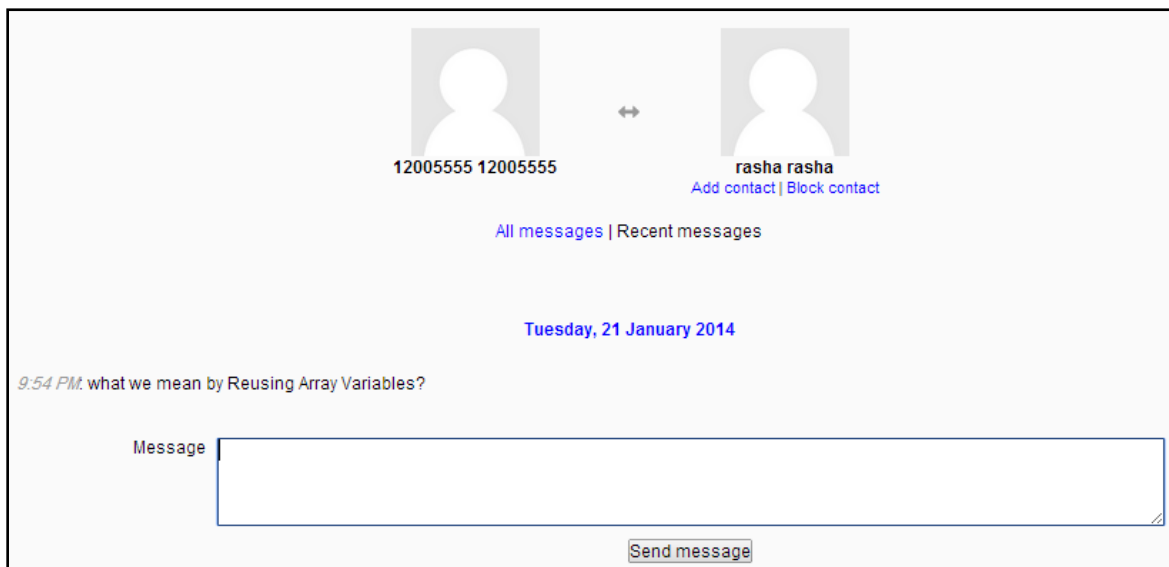 12005555 12005555
rasha rasha
Add contact | Block contact
All messages | Recent messages
Tuesday, 21 January 2014
9:54 PM: what we mean by Reusing Array Variables?
Message
Send message